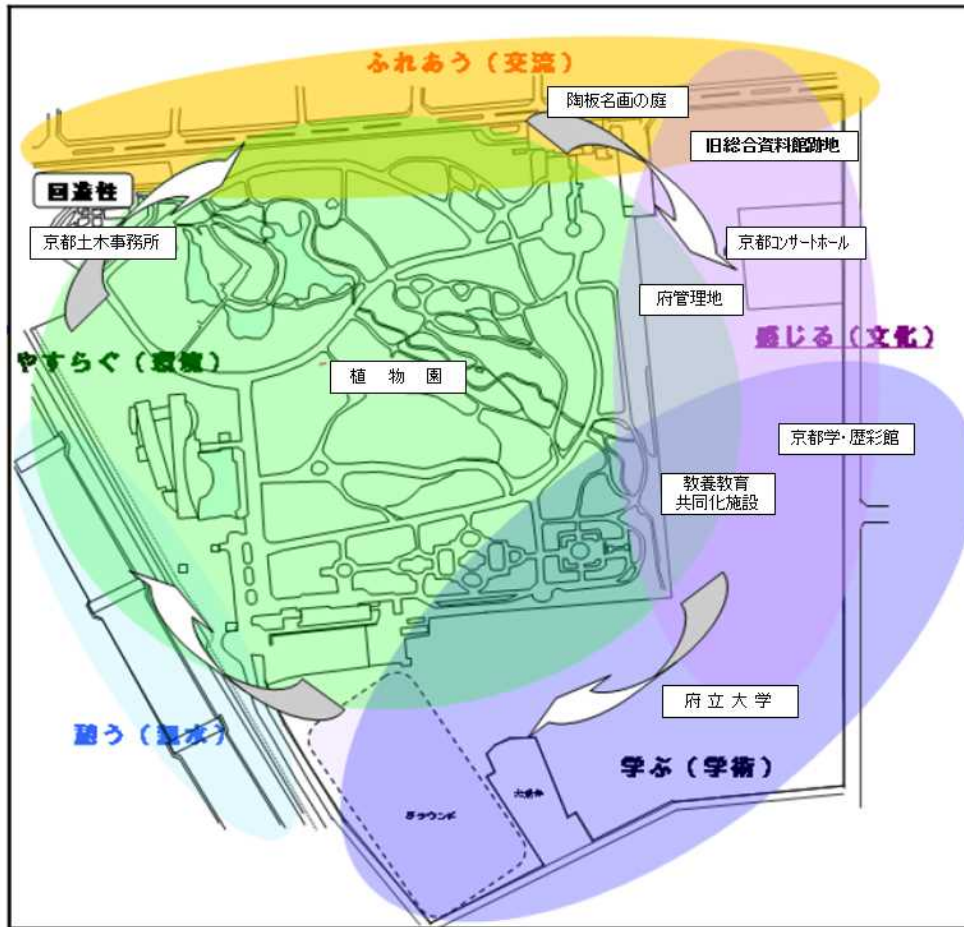 ふれあう（交流）
陶板名画の庭
旧総合資料館跡地
回遊性
京都土木事務所
京都コンサートホール
府管理地
感じる（文化）
やすらぐ（環境）
植 物 園
京都学・歴彩館
教養教育
共同化施設
府 立 大 学
憩う（親水）
学ぶ（学術）
グラウンド